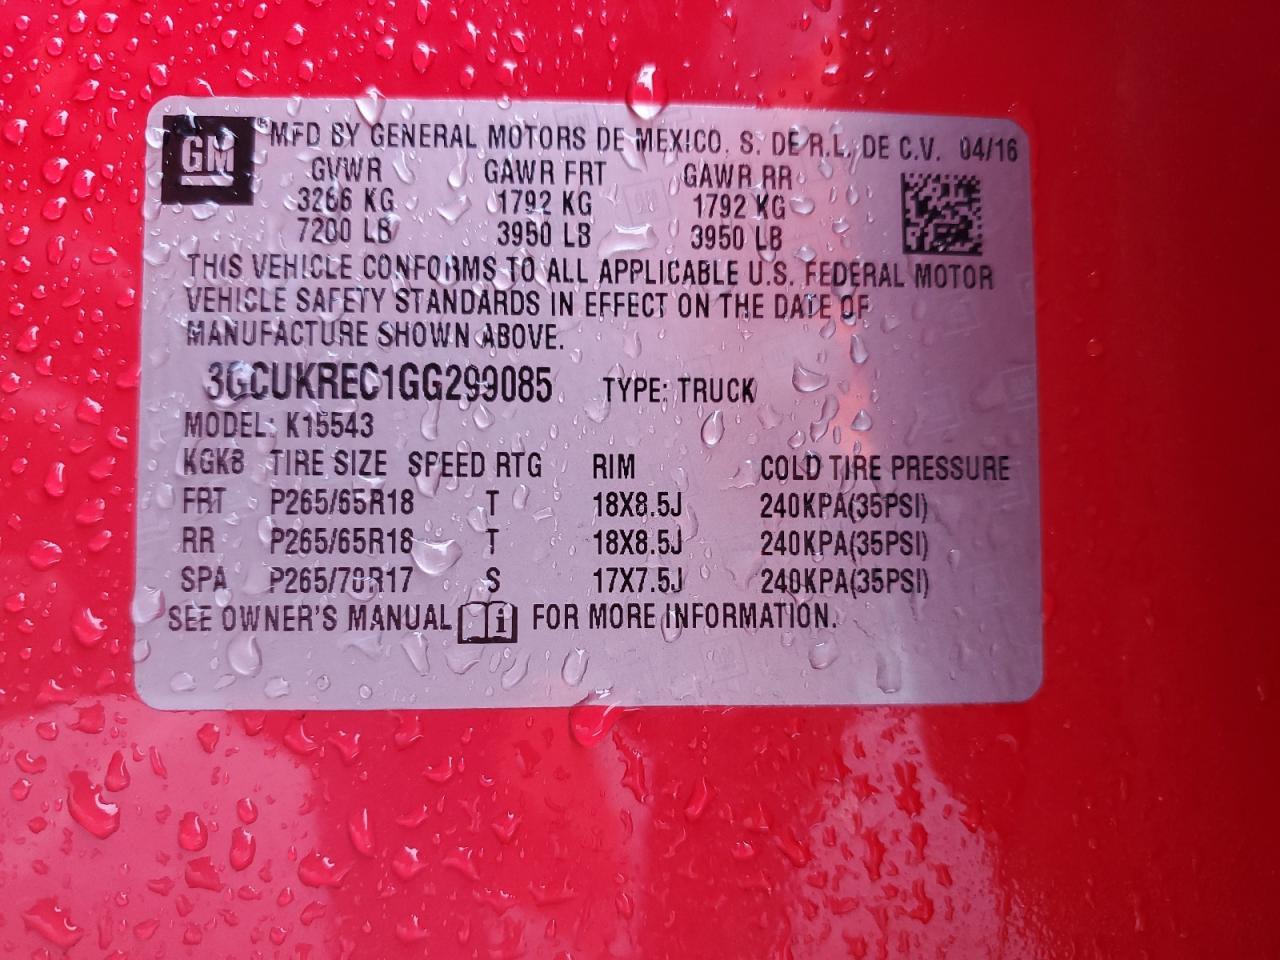 GM ® MFD BY GENERAL MOTORS DE MEXICO, S. DE R.L. DE C.V. 04/16
GVWR GAWR FRT GAWR RR
3266 KG 1792 KG 1792 KG
7200 LB 3950 LB 3950 LB
THIS VEHICLE CONFORMS TO ALL APPLICABLE U.S. FEDERAL MOTOR
VEHICLE SAFETY STANDARDS IN EFFECT ON THE DATE OF
MANUFACTURE SHOWN ABOVE.
3GCUKREC1GG299085 TYPE: TRUCK
MODEL: K15543
KGK8 TIRE SIZE SPEED RTG RIM COLD TIRE PRESSURE
FRT P265/65R18 T 18X8.5J 240KPA(35PSI)
RR P265/65R18 T 18X8.5J 240KPA(35PSI)
SPA P265/70R17 S 17X7.5J 240KPA(35PSI)
SEE OWNER'S MANUAL i FOR MORE INFORMATION.